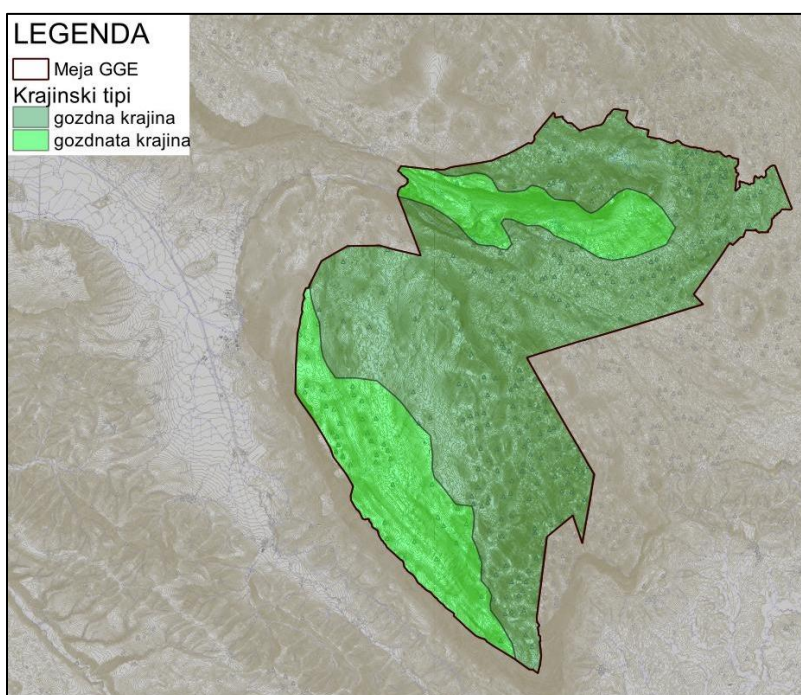 LEGENDA
Meja GGE
Krajinski tipi
gozdna krajina
gozdnata krajina